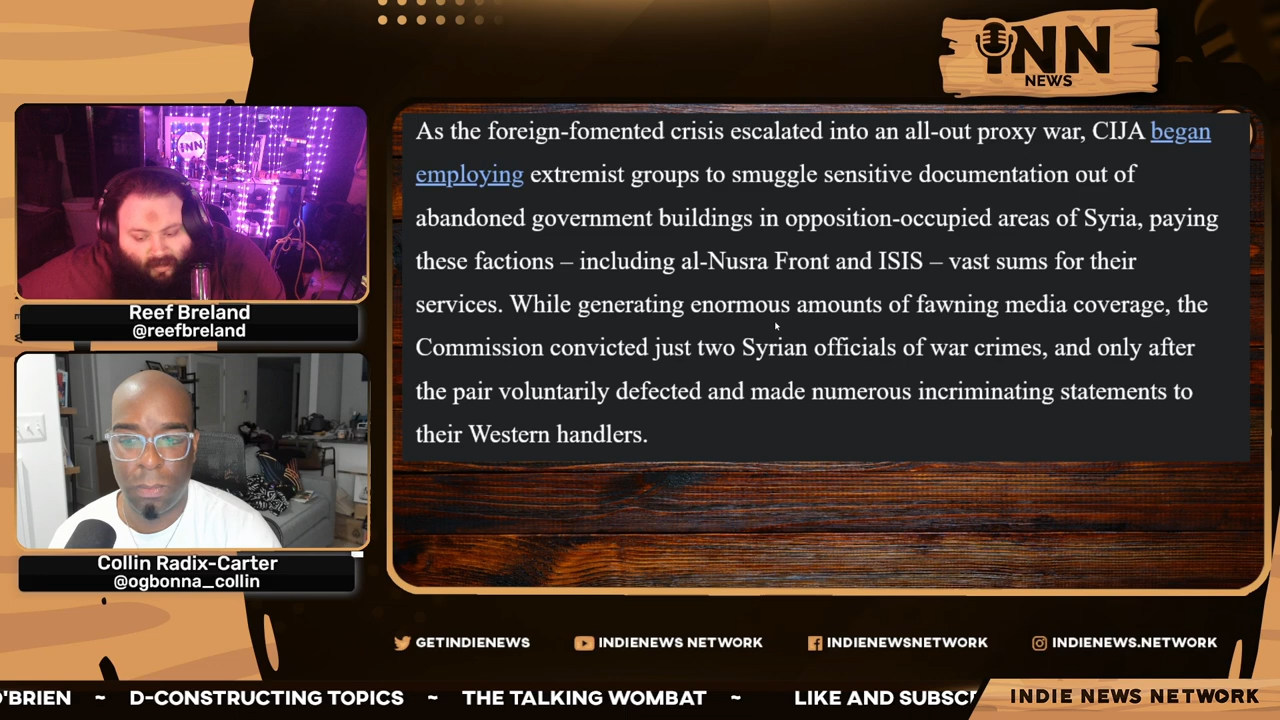 iNN
NEWS
As the foreign-fomented crisis escalated into an all-out proxy war, CIJA began
employing extremist groups to smuggle sensitive documentation out of
abandoned government buildings in opposition-occupied areas of Syria, paying
these factions – including al-Nusra Front and ISIS – vast sums for their
services. While generating enormous amounts of fawning media coverage, the
Commission convicted just two Syrian officials of war crimes, and only after
the pair voluntarily defected and made numerous incriminating statements to
their Western handlers.
iNN
Reef Breland
@reefbreland
Collin Radix-Carter
@ogbonna_collin
GETINDIENEWS
INDIENEWS NETWORK
INDIENEWSNETWORK
INDIENEWS.NETWORK
O'BRIEN ~ D-CONSTRUCTING TOPICS ~ THE TALKING WOMBAT ~ LIKE AND SUBSC
INDIE NEWS NETWORK